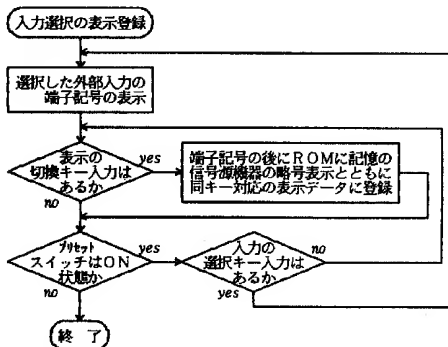 入力選択の表示登録
選択した外部入力の
端子記号の表示
表示の
切換キー入力は
あるか
yes
no
端子記号の後にROMに記憶の
信号源機器の略号表示とともに
同キー対応の表示データに登録
プリセット
スイッチはON
状態か
yes
no
入力の
選択キー入力は
あるか
no
yes
終了